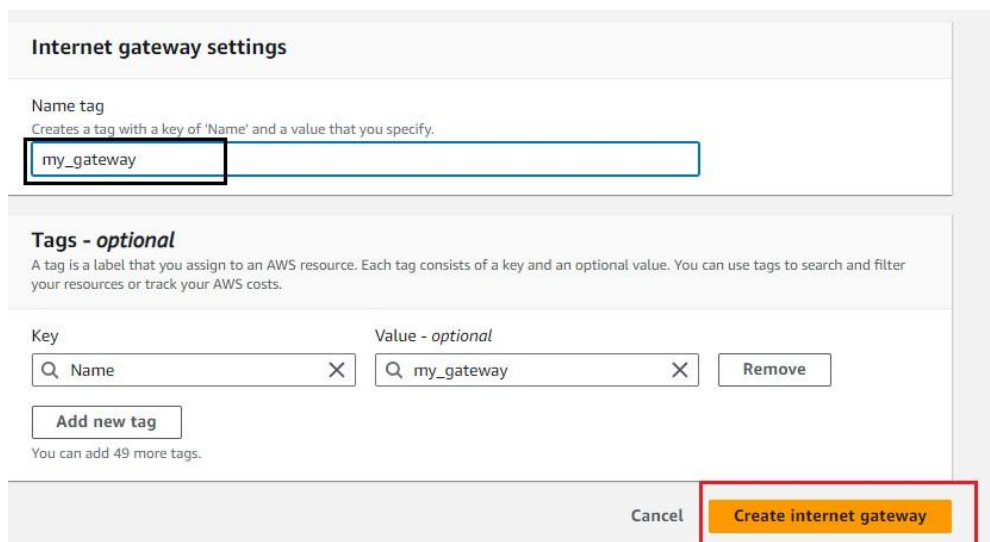 Internet gateway settings
Name tag
Creates a tag with a key of 'Name' and a value that you specify.
my_gateway
Tags - optional
A tag is a label that you assign to an AWS resource. Each tag consists of a key and an optional value. You can use tags to search and filter
your resources or track your AWS costs.
Key Value - optional
Name my_gateway Remove
Add new tag
You can add 49 more tags.
Cancel Create internet gateway